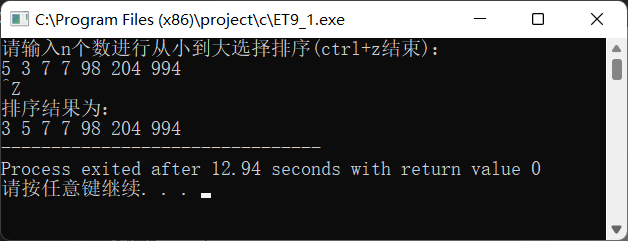 C:\Program Files (x86)\project\c\ET9_1.exe
请输入n个数进行从小到大选择排序(ctrl+z结束):
5 3 7 7 98 204 994
^Z
排序结果为:
3 5 7 7 98 204 994
--------------------------------
Process exited after 12.94 seconds with return value 0
请按任意键继续. . .